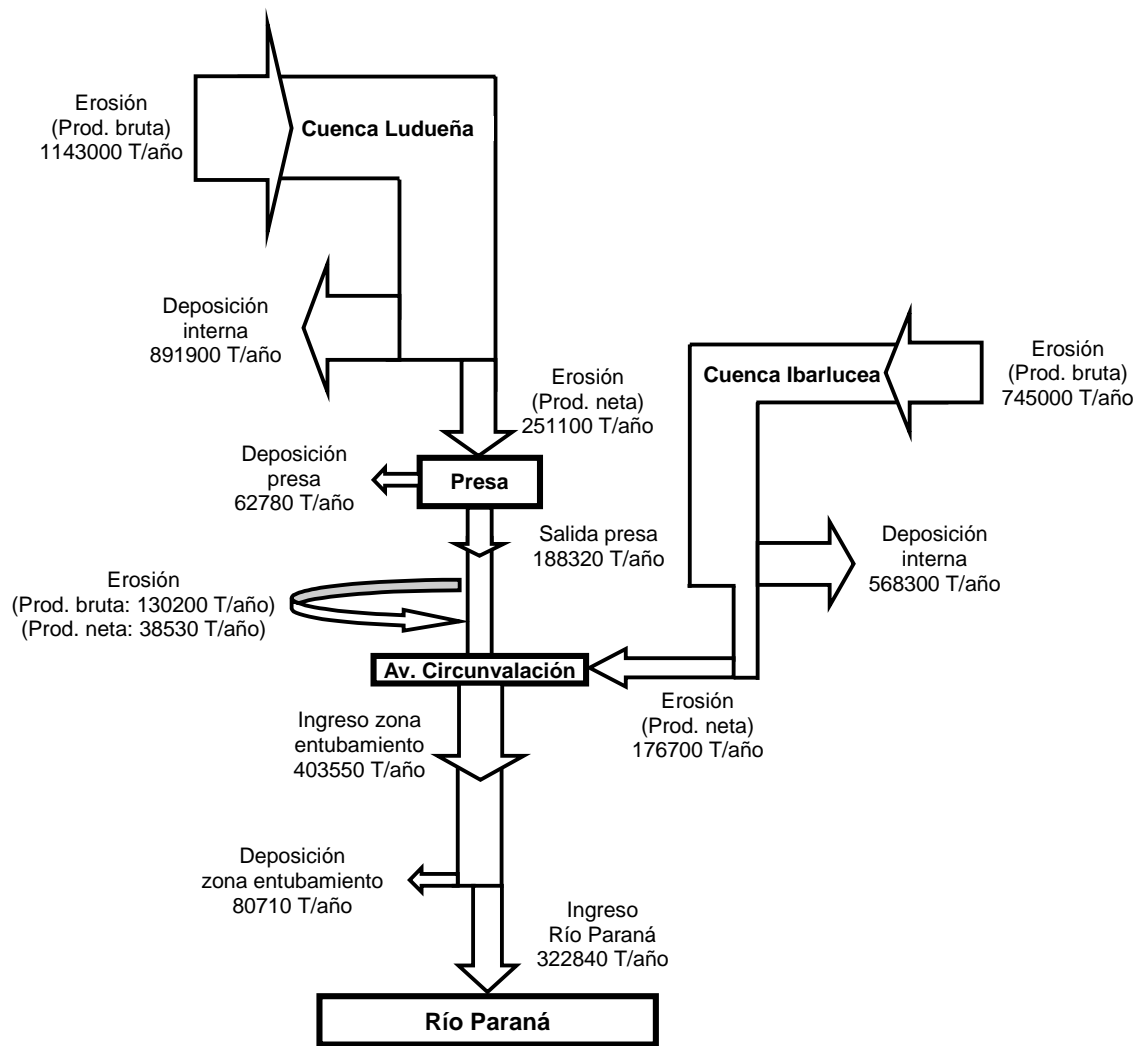 Erosión
(Prod. bruta)
1143000 T/año
Cuenca Ludueña
Deposición
interna
891900 T/año
Erosión
(Prod. neta)
251100 T/año
Cuenca Ibarlucea
Erosión
(Prod. bruta)
745000 T/año
Deposición
presa
62780 T/año
Presa
Salida presa
188320 T/año
Deposición
interna
568300 T/año
Erosión
(Prod. bruta: 130200 T/año)
(Prod. neta: 38530 T/año)
Av. Circunvalación
Erosión
(Prod. neta)
176700 T/año
Ingreso zona
entubamiento
403550 T/año
Deposición
zona entubamiento
80710 T/año
Ingreso
Río Paraná
322840 T/año
Río Paraná